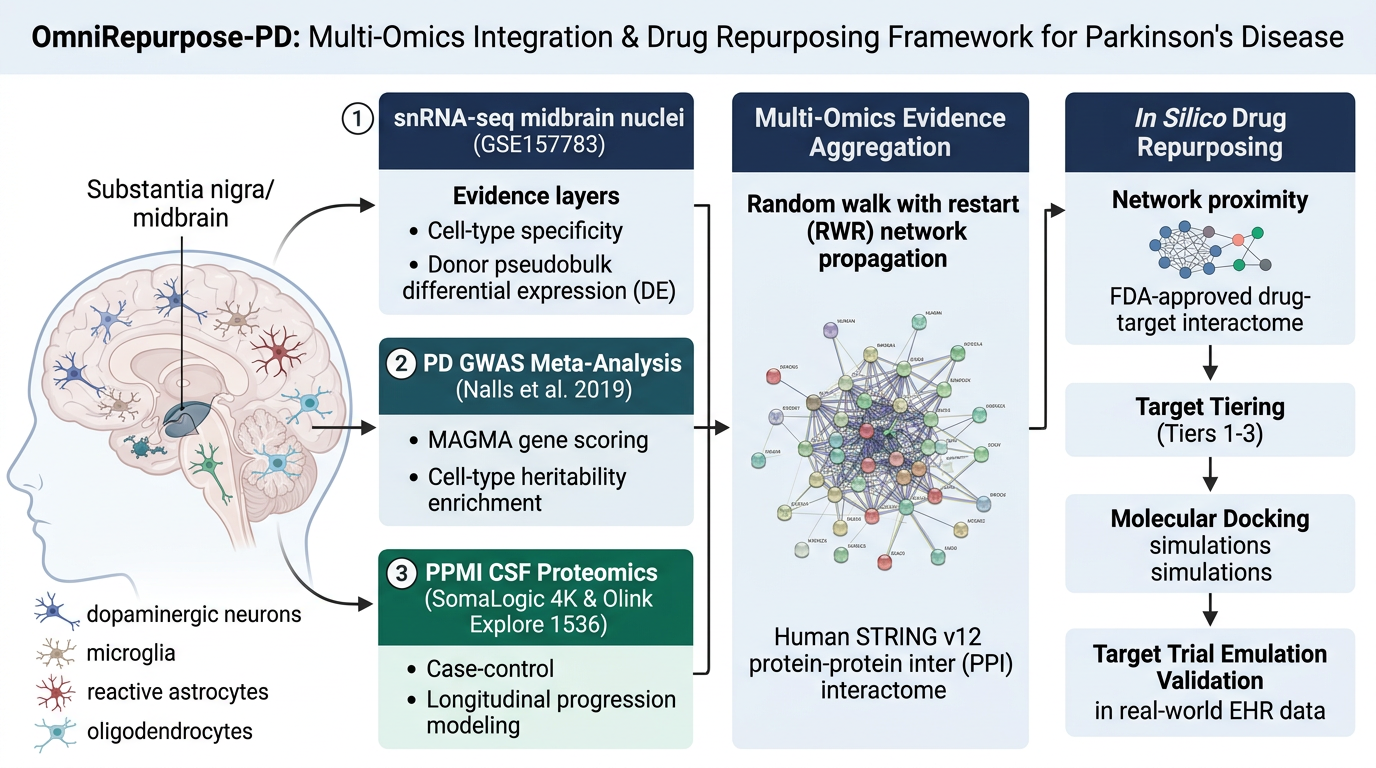 OmniRepurpose-PD: Multi-Omics Integration & Drug Repurposing Framework for Parkinson's Disease
Substantia nigra/
midbrain
dopaminergic neurons
microglia
reactive astrocytes
oligodendrocytes
1
snRNA-seq midbrain nuclei
(GSE157783)
Evidence layers
• Cell-type specificity
• Donor pseudobulk
differential expression (DE)
2 PD GWAS Meta-Analysis
(Nalls et al. 2019)
• MAGMA gene scoring
• Cell-type heritability
enrichment
3 PPMI CSF Proteomics
(SomaLogic 4K & Olink
Explore 1536)
• Case-control
• Longitudinal progression
modeling
Multi-Omics Evidence
Aggregation
Random walk with restart
(RWR) network
propagation
Human STRING v12
protein-protein inter (PPI)
interactome
In Silico Drug
Repurposing
Network proximity
FDA-approved drug-
target interactome
Target Tiering
(Tiers 1-3)
Molecular Docking
simulations
simulations
Target Trial Emulation
Validation
in real-world EHR data